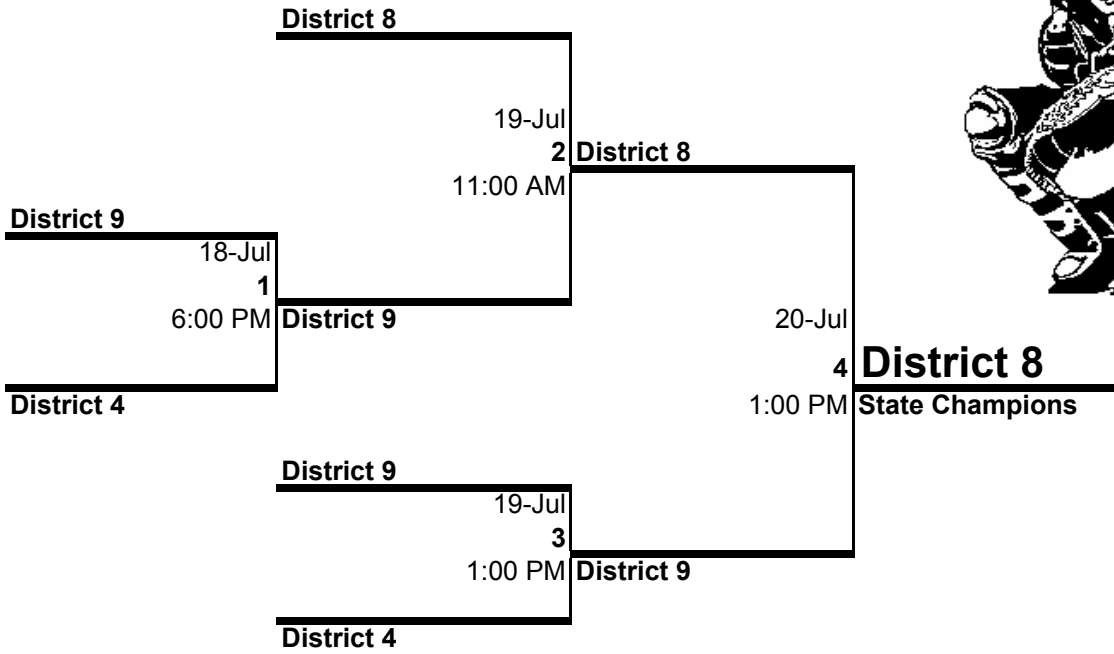 District 8
19-Jul
2 District 8
11:00 AM
District 9
18-Jul
1
6:00 PM District 9
20-Jul
4 District 8
District 4
1:00 PM State Champions
District 9
19-Jul
3
1:00 PM District 9
District 4